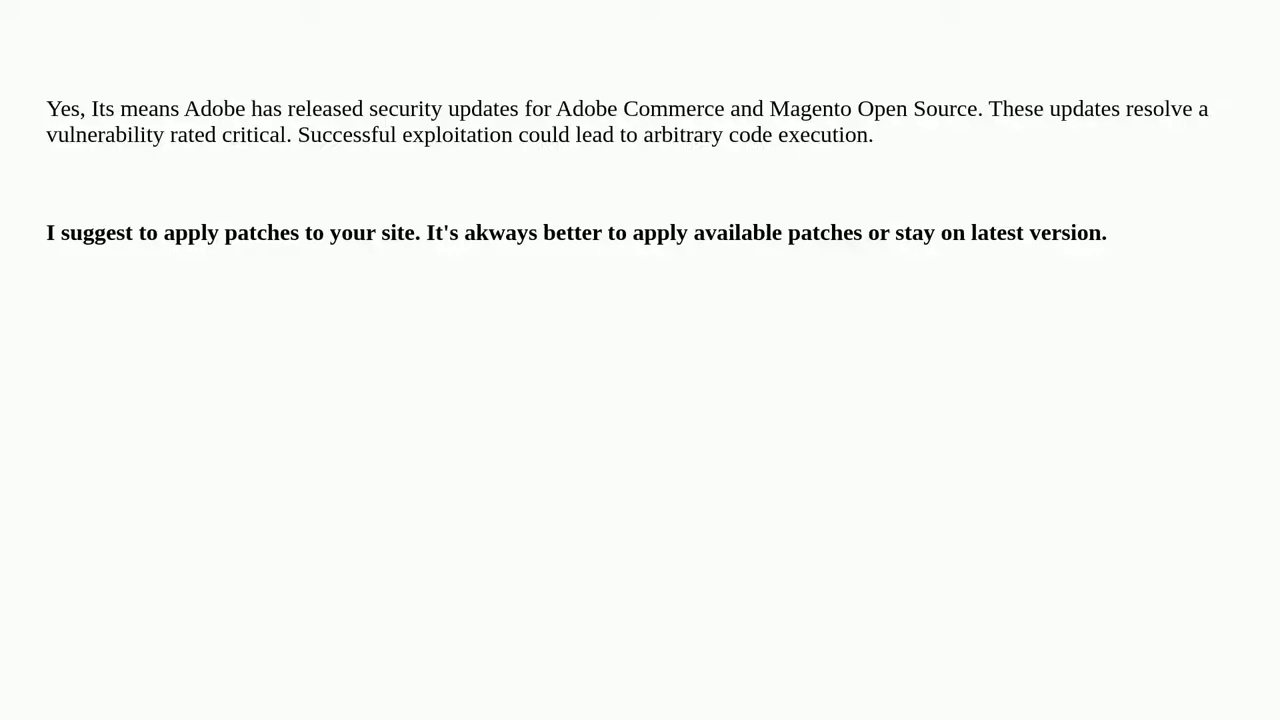 Yes, Its means Adobe has released security updates for Adobe Commerce and Magento Open Source. These updates resolve a
vulnerability rated critical. Successful exploitation could lead to arbitrary code execution.
I suggest to apply patches to your site. It's akways better to apply available patches or stay on latest version.